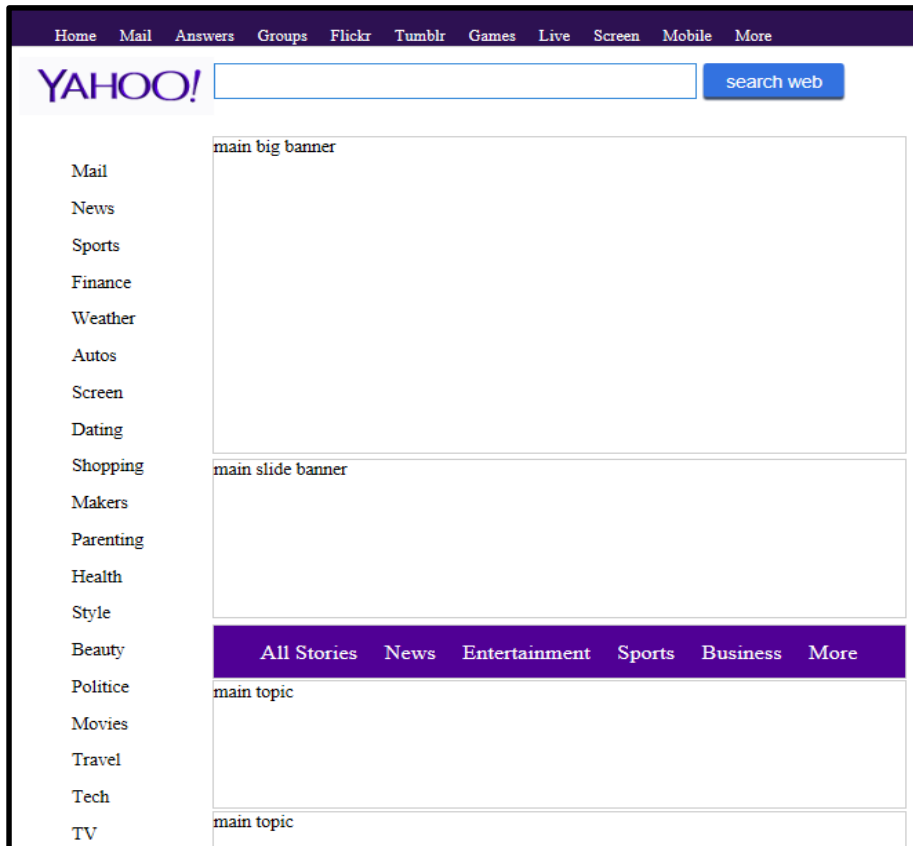 Home Mail Answers Groups Flickr Tumblr Games Live Screen Mobile More
YAHOO! search web
Mail
News
Sports
Finance
Weather
Autos
Screen
Dating
Shopping
Makers
Parenting
Health
Style
Beauty
Politice
Movies
Travel
Tech
TV
main big banner
main slide banner
All Stories News Entertainment Sports Business More
main topic
main topic